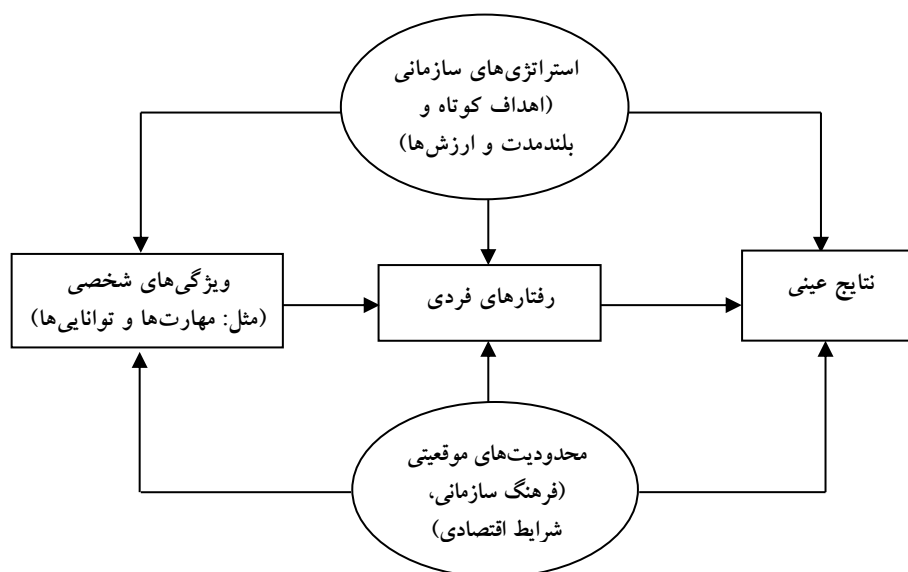 استراتژی‌های سازمانی
(اهداف کوتاه و
بلندمدت و ارزش‌ها)
ویژگی‌های شخصی
(مثل: مهارت‌ها و توانایی‌ها)
رفتارهای فردی
نتایج عینی
محدودیت‌های موقعیتی
(فرهنگ سازمانی،
شرایط اقتصادی)